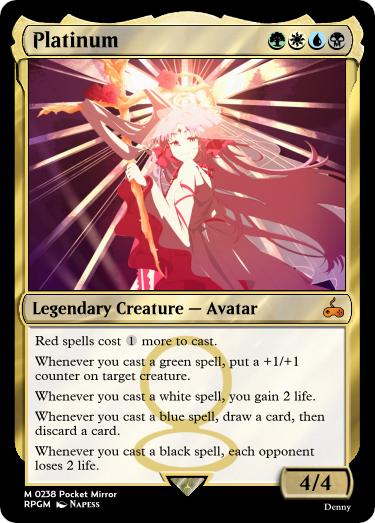 Platinum
Legendary Creature — Avatar
Red spells cost 1 more to cast.
Whenever you cast a green spell, put a +1/+1
counter on target creature.
Whenever you cast a white spell, you gain 2 life.
Whenever you cast a blue spell, draw a card, then
discard a card.
Whenever you cast a black spell, each opponent
loses 2 life.
4/4
M 0238 Pocket Mirror
RPGM Napess
Denny